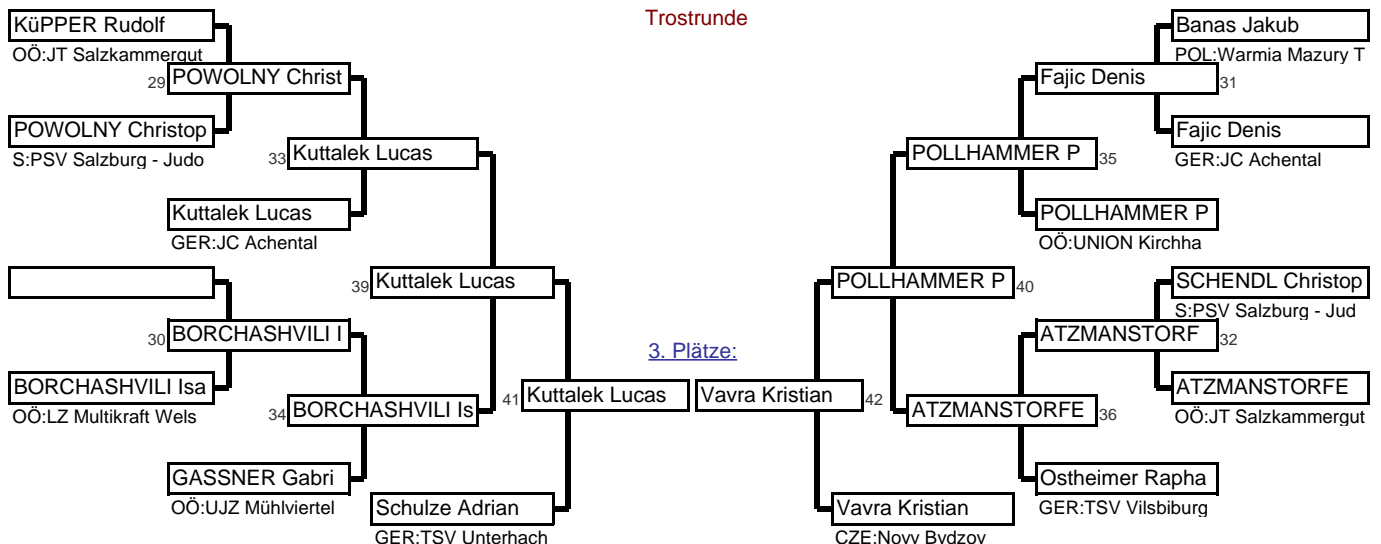 Trostrunde
KüPPER Rudolf
OÖ:JT Salzkammergut
29 POWOLNY Christ
POWOLNY Christop
S:PSV Salzburg - Judo
33 Kuttalek Lucas
Kuttalek Lucas
GER:JC Achental
39 Kuttalek Lucas
30 BORCHASHVILI I
BORCHASHVILI Isa
OÖ:LZ Multikraft Wels
34 BORCHASHVILI Is
GASSNER Gabri
OÖ:UJZ Mühlviertel
41 Kuttalek Lucas
Schulze Adrian
GER:TSV Unterhach
3. Plätze:
Banas Jakub
POL:Warmia Mazury T
Fajic Denis 31
Fajic Denis
GER:JC Achental
POLLHAMMER P 35
POLLHAMMER P
OÖ:UNION Kirchha
POLLHAMMER P 40
SCHENDL Christop
S:PSV Salzburg - Jud
ATZMANSTORF 32
ATZMANSTORFE
OÖ:JT Salzkammergut
Vavra Kristian 42
ATZMANSTORFE 36
Ostheimer Rapha
GER:TSV Vilsbiburg
Vavra Kristian
CZE:Novy Bydzov